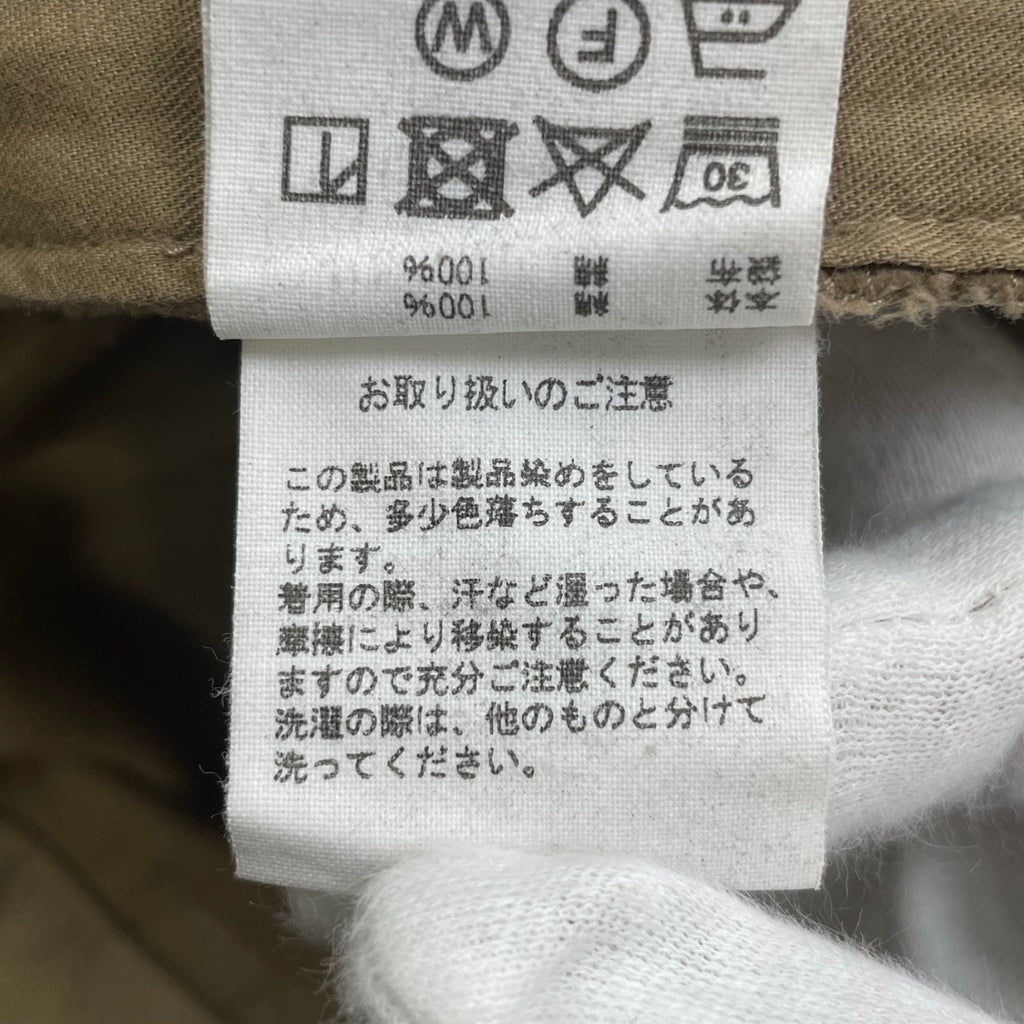 W
F
30
縫布 綿 100%
本体 綿 100%
お取り扱いのご注意
この製品は製品染めをしている
ため、多少色落ちすることがあ
ります。
着用の際、汗など湿った場合や、
摩擦により移染することがあり
ますので充分ご注意ください。
洗濯の際は、他のものと分けて
洗ってください。